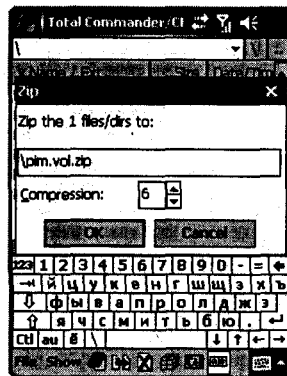 Total Commander/CE
\
Zip
Zip the 1 files/dirs to:
\pim.vol.zip
Compression: 6
OK Cancel
123 1 2 3 4 5 6 7 8 9 0 - =
й ц у к е н г ш щ з х ъ
ф ы в а п р о л д ж э
я ч с м и т ь б ю .
Ctl au ё \
File Show